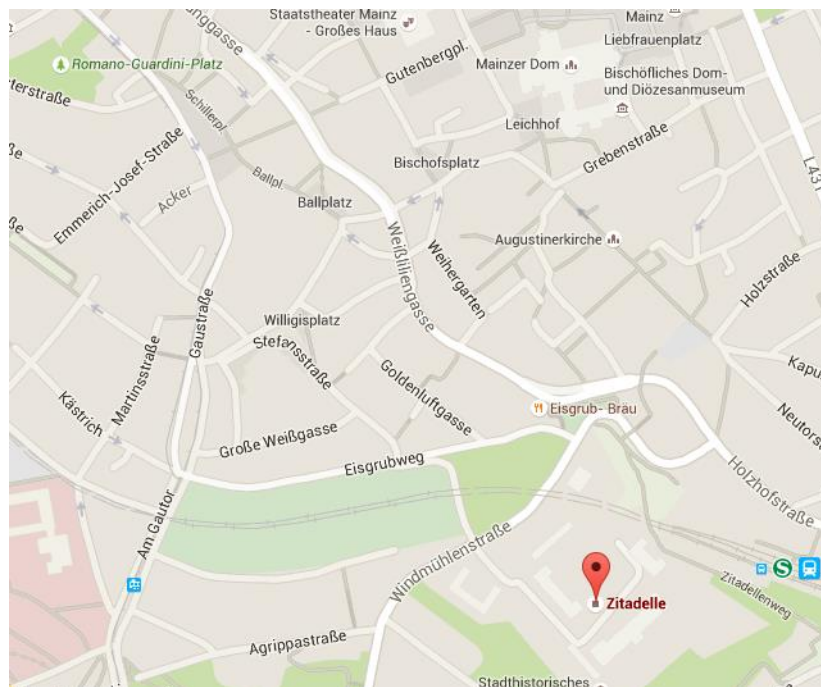 Staatstheater Mainz
- Großes Haus
Mainz
Liebfrauenplatz
Romano-Guardini-Platz
Gutenbergpl.
Mainzer Dom
Bischöfliches Dom-
und Diözesanmuseum
Schillerpl.
Leichhof
Emmerich-Josef-Straße
Bischofsplatz
Grebenstraße
L431
Ballpl.
Acker
Ballplatz
Weißliliengasse
Augustinerkirche
Weihergarten
Holzstraße
Gaustraße
Willigisplatz
Stefansstraße
Martinsstraße
Goldenluftgasse
Kästrich
Eisgrub- Bräu
Große Weißgasse
Eisgrubweg
Holzhofstraße
Am Gautor
Windmühlenstraße
S
Zitadellenweg
Zitadelle
Agrippastraße
Stadthistorisches